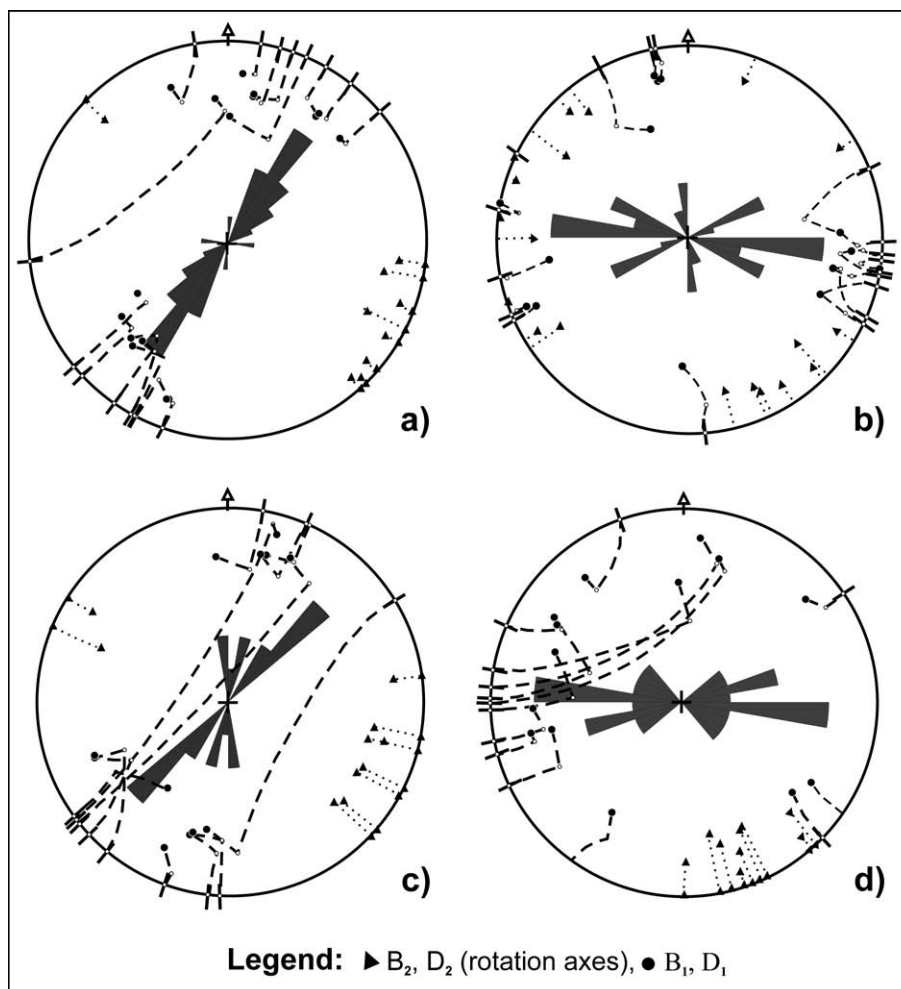 a)
b)
c)
d)
Legend: ▶ B₂, D₂ (rotation axes), ● B₁, D₁